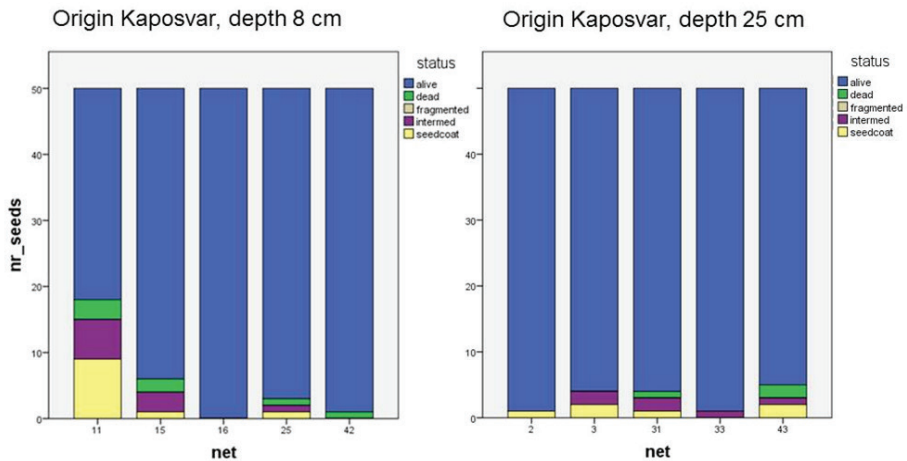 Origin Kaposvar, depth 8 cm
status
alive
dead
fragmented
intermed
seedcoat
50
40
30
20
10
0
nr_seeds
11 15 16 25 42
net
Origin Kaposvar, depth 25 cm
status
alive
dead
fragmented
intermed
seedcoat
40
30
20
10
0
2 3 31 33 43
net